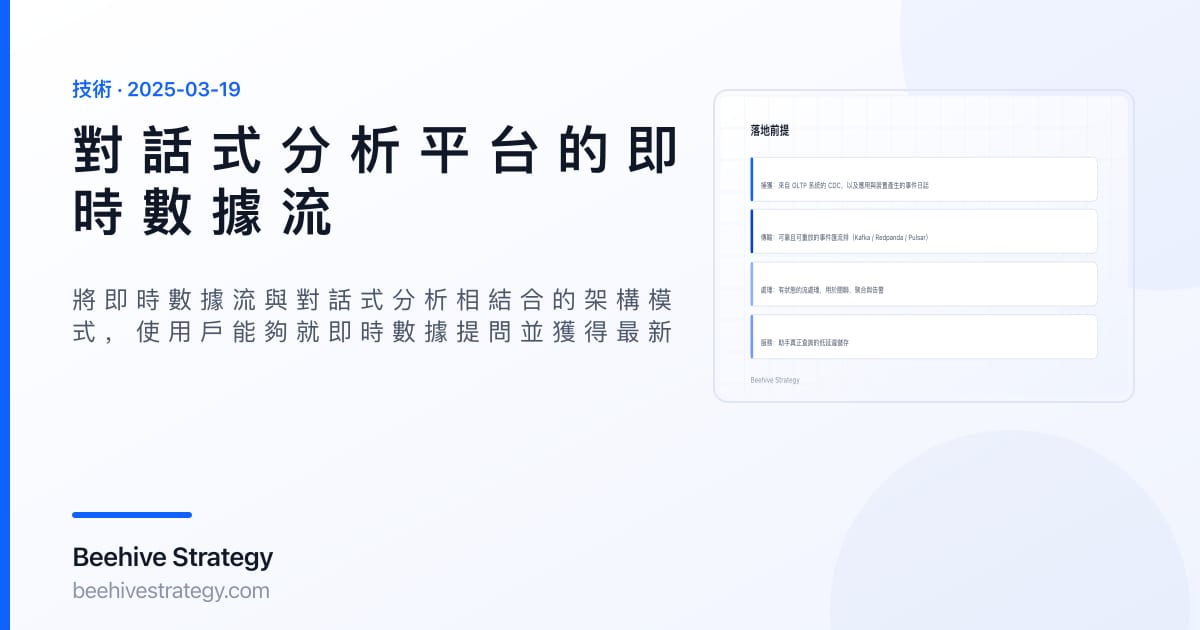 技術 · 2025-03-19
對話式分析平台的即
時數據流
將即時數據流與對話式分析相結合的架構模
式，使用戶能夠就即時數據提問並獲得最新
落地前提
捕獲：來自 OLTP 系統的 CDC，以及應用與裝置產生的事件日誌
傳輸：可靠且可重放的事件匯流排（Kafka / Redpanda / Pulsar）
處理：有狀態的流處理，用於關聯、聚合與告警
服務：助手真正查詢的低延遲儲存
Beehive Strategy
Beehive Strategy
beehivestrategy.com